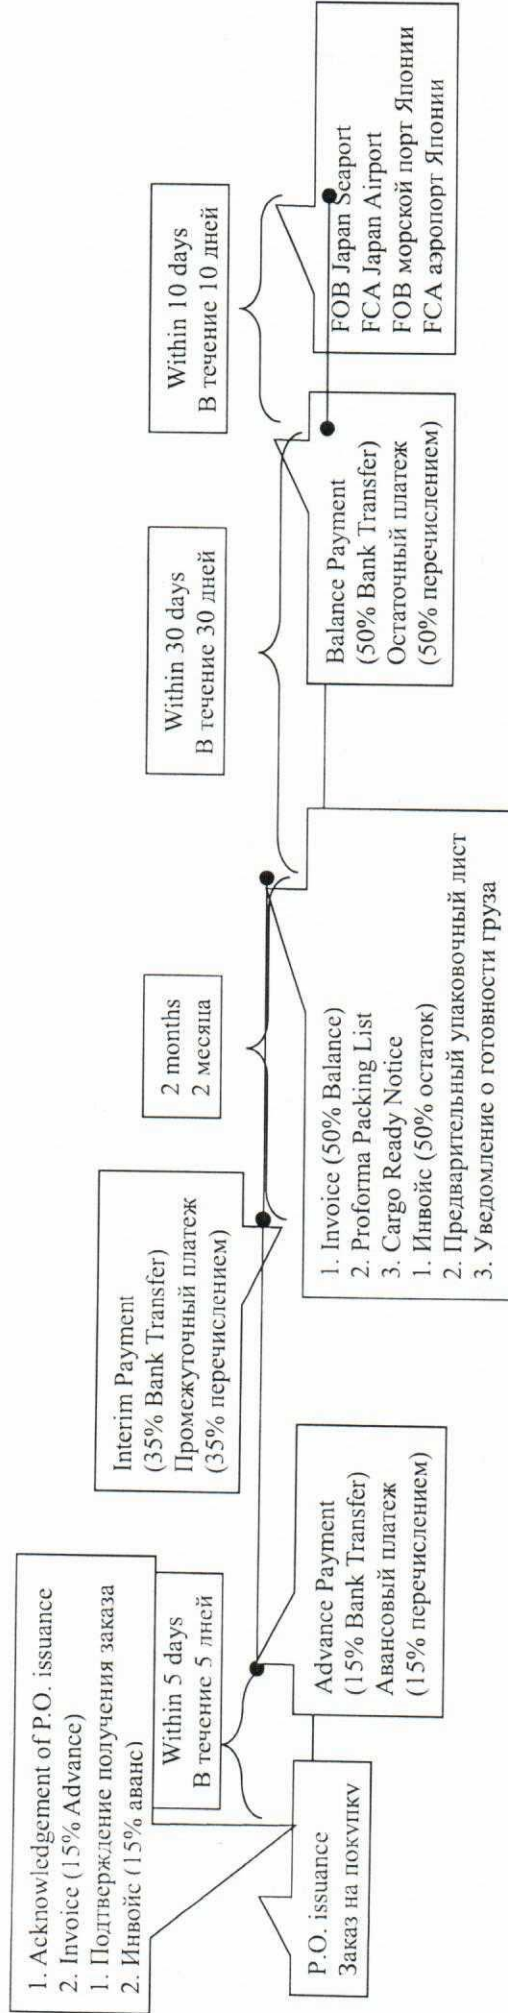 1. Acknowledgement of P.O. issuance
2. Invoice (15% Advance)
1. Подтверждение получения заказа
2. Инвойс (15% аванс)
P.O. issuance
Заказ на покупку
Within 5 days
В течение 5 дней
Advance Payment
(15% Bank Transfer)
Авансовый платеж
(15% перечислением)
Interim Payment
(35% Bank Transfer)
Промежуточный платеж
(35% перечислением)
2 months
2 месяца
1. Invoice (50% Balance)
2. Proforma Packing List
3. Cargo Ready Notice
1. Инвойс (50% остаток)
2. Предварительный упаковочный лист
3. Уведомление о готовности груза
Within 30 days
В течение 30 дней
Balance Payment
(50% Bank Transfer)
Остаточный платеж
(50% перечислением)
Within 10 days
В течение 10 дней
FOB Japan Seaport
FCA Japan Airport
FOB морской порт Японии
FCA аэропорт Японии